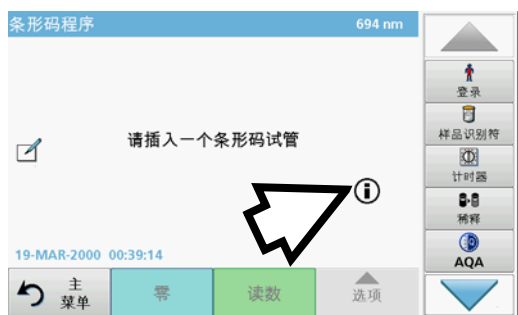 条形码程序 694 nm
登录
样品识别符
请插入一个条形码试管
计时器
稀释
19-MAR-2000 00:39:14
AQA
主
菜单
零
读数
选项